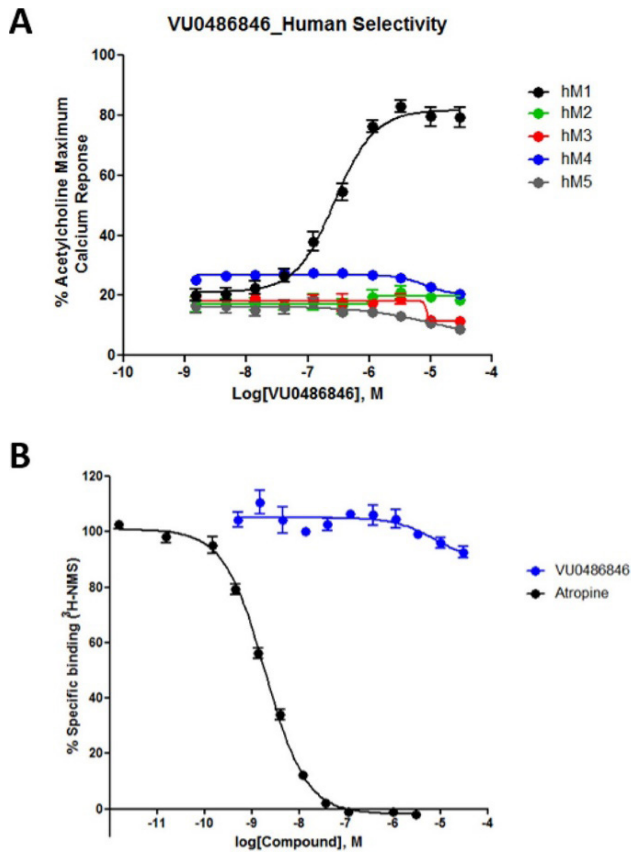 A
VU0486846_Human Selectivity
% Acetylcholine Maximum
Calcium Reponse
100
80
60
40
20
0
-10 -9 -8 -7 -6 -5 -4
Log[VU0486846], M
hM1
hM2
hM3
hM4
hM5
B
% Specific binding (³H-NMS)
120
100
80
60
40
20
0
-11 -10 -9 -8 -7 -6 -5 -4
log[Compound], M
VU0486846
Atropine